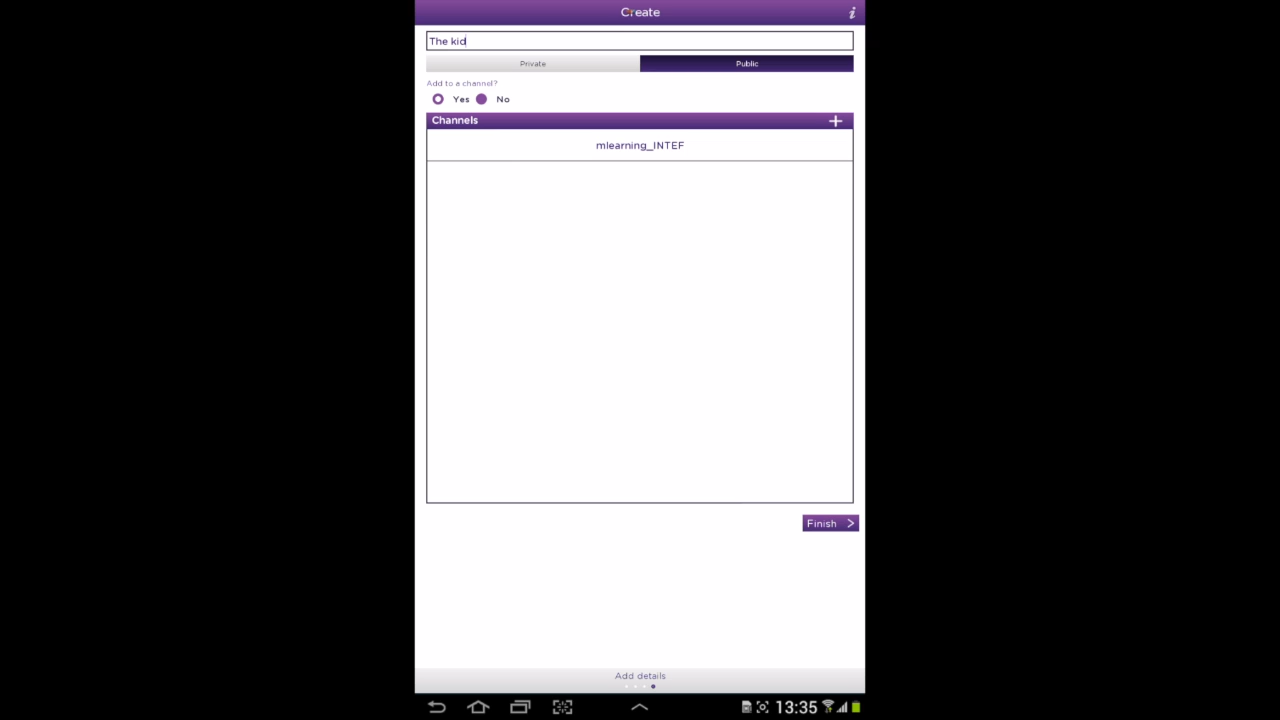 Create
The kid
Private Public
Add to a channel?
Yes No
Channels
mlearning_INTEF
Finish
Add details
13:35